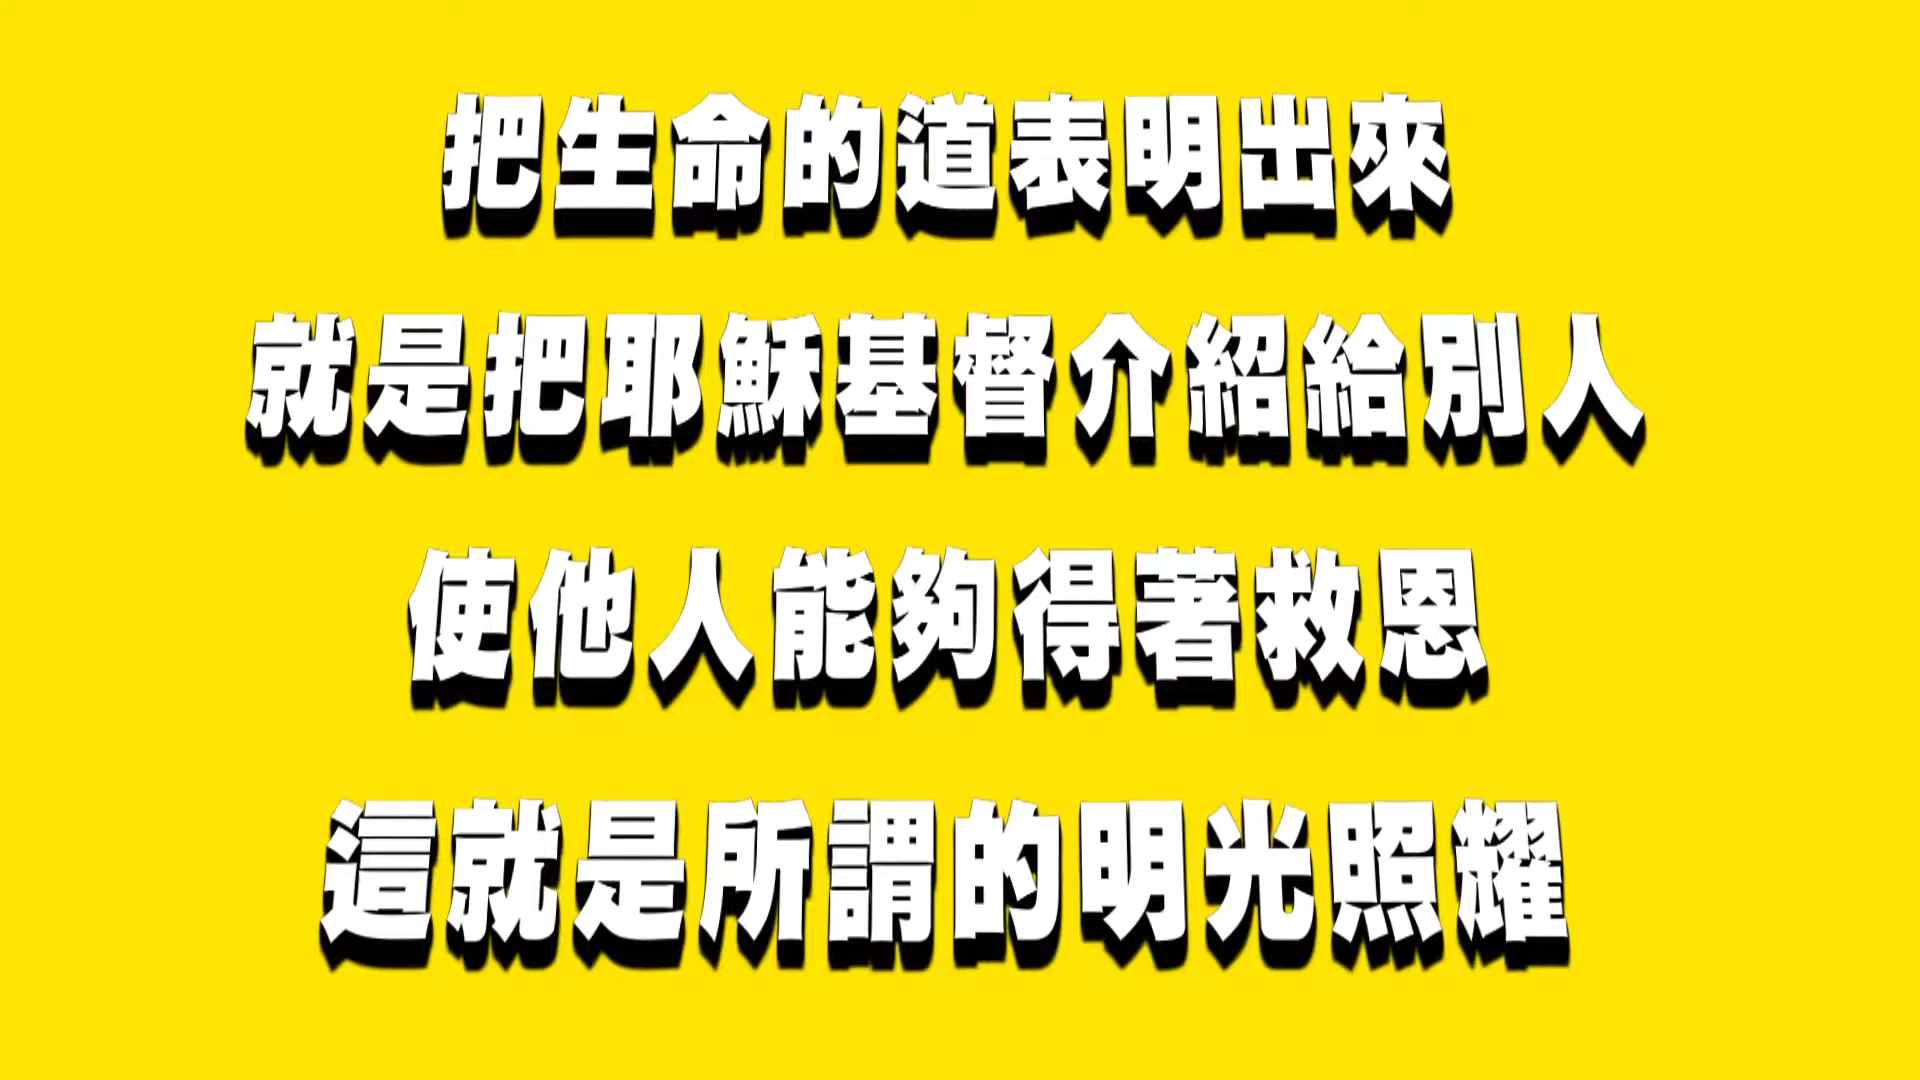 把生命的道表明出來
就是把耶穌基督介紹給別人
使他人能夠得著救恩
這就是所謂的明光照耀